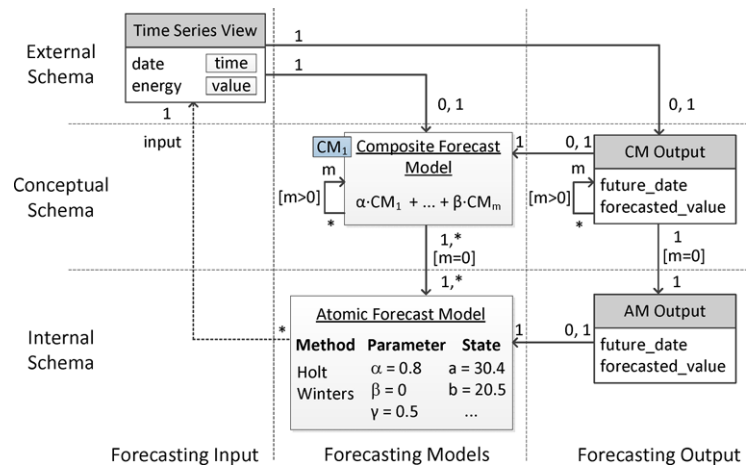 Time Series View
date time
energy value
External
Schema
1
1
0, 1
0, 1
1
input
Conceptual
Schema
CM1
Composite Forecast
Model
α·CM1 + ... + β·CMm
m
[m>0]
*
1
0, 1
CM Output
future_date
forecasted_value
m
[m>0]
*
1,*
[m=0]
1,*
1
[m=0]
1
Internal
Schema
*
Atomic Forecast Model
Method Parameter State
Holt α = 0.8 a = 30.4
Winters β = 0 b = 20.5
γ = 0.5 ...
1
0, 1
AM Output
future_date
forecasted_value
Forecasting Input
Forecasting Models
Forecasting Output